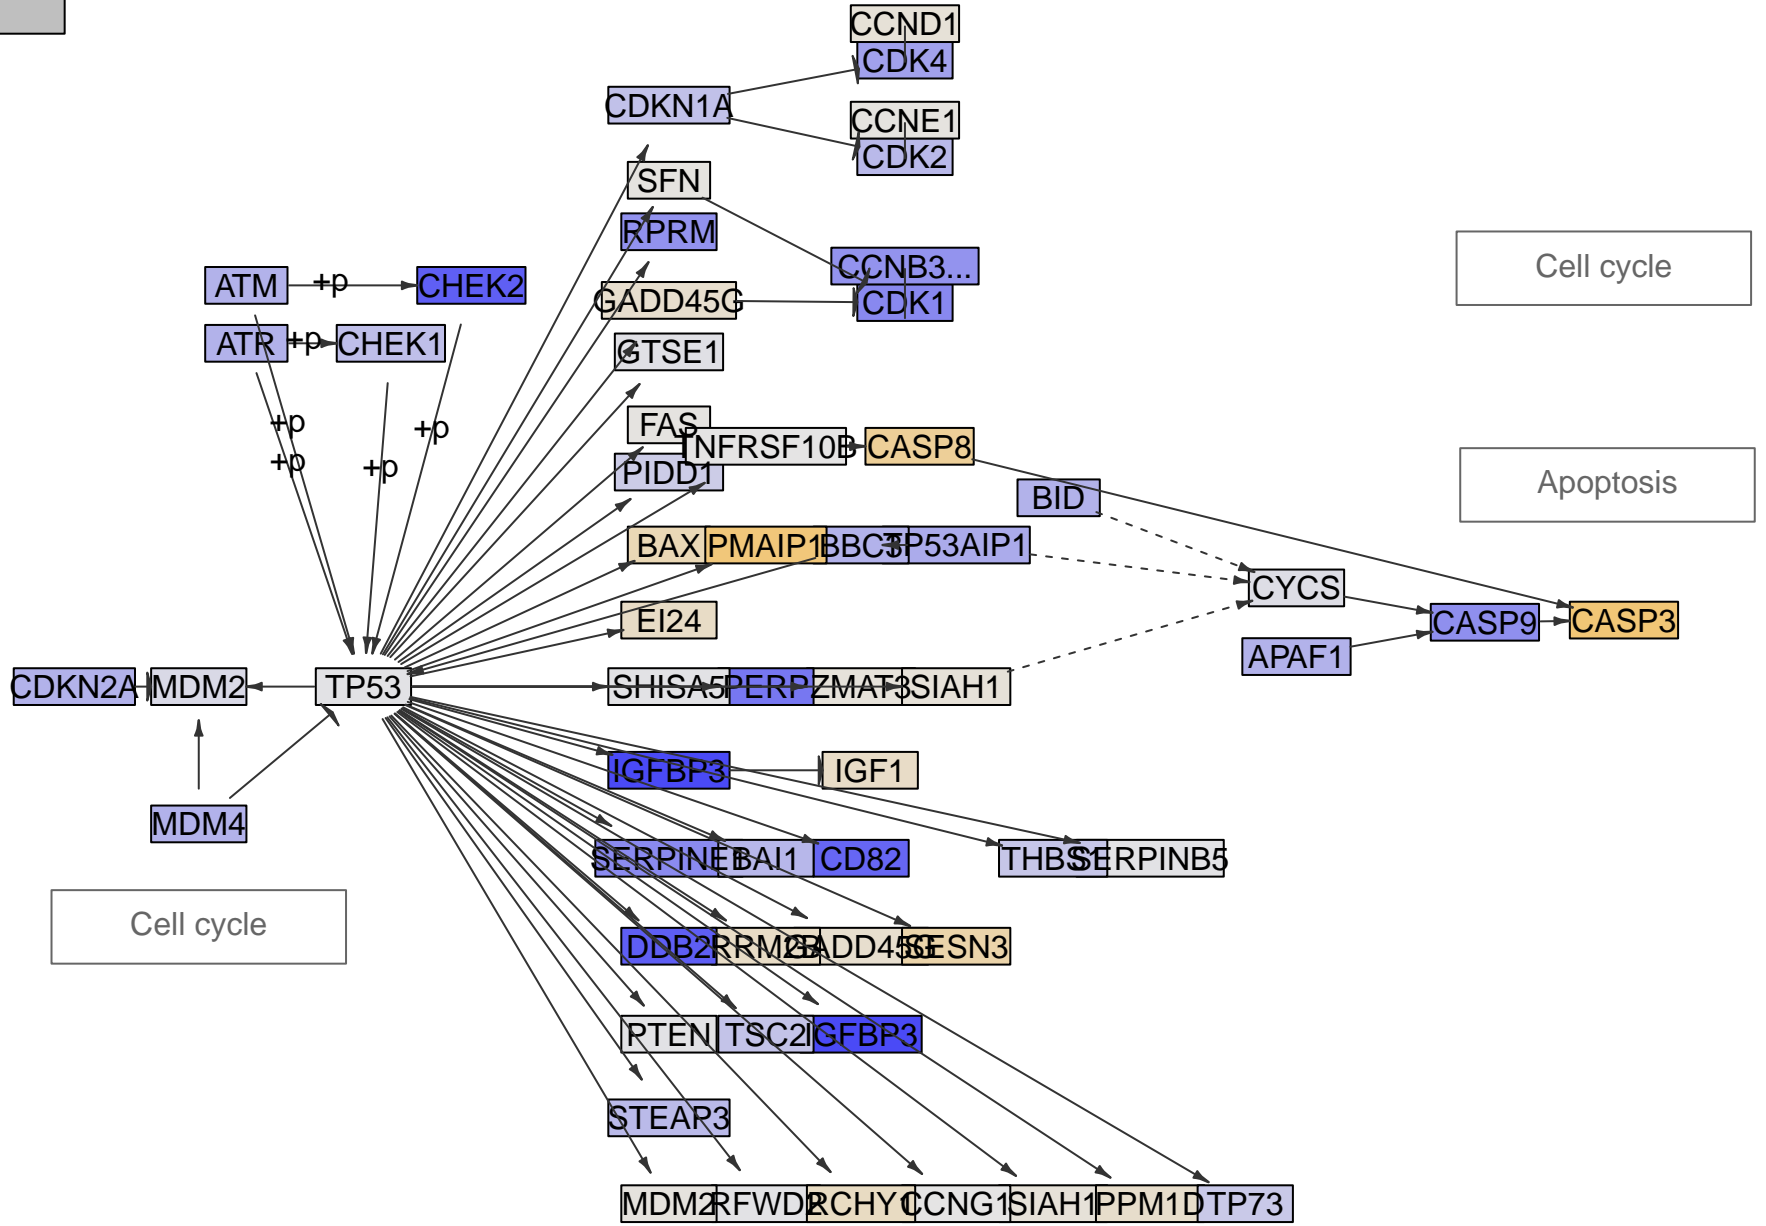 CCND1
CDK4
CDKN1A
CCNE1
CDK2
SFN
RPRM
CCNB3...
Cell cycle
ATM +p CHEK2
GADD45G
CDK1
ATR +p CHEK1
GTSE1
FAS
+p
+p
TNFRSF10B
CASP8
+p
+p
PIDD1
Apoptosis
BID
BAX PMAIP1 BBC3 TP53AIP1
CYCS
EI24
CASP9 CASP3
APAF1
CDKN2A MDM2 TP53 SHISA5 PERP ZMAT3 SIAH1
IGFBP3 IGF1
MDM4
SERPINE1 BAI1 CD82 THBS1 SERPINB5
Cell cycle
DDB2 RRM2B GADD45G SESN3
PTEN TSC2 IGFBP3
STEAP3
MDM2 RFWD2 RCHY1 CCNG1 SIAH1 PPM1D TP73